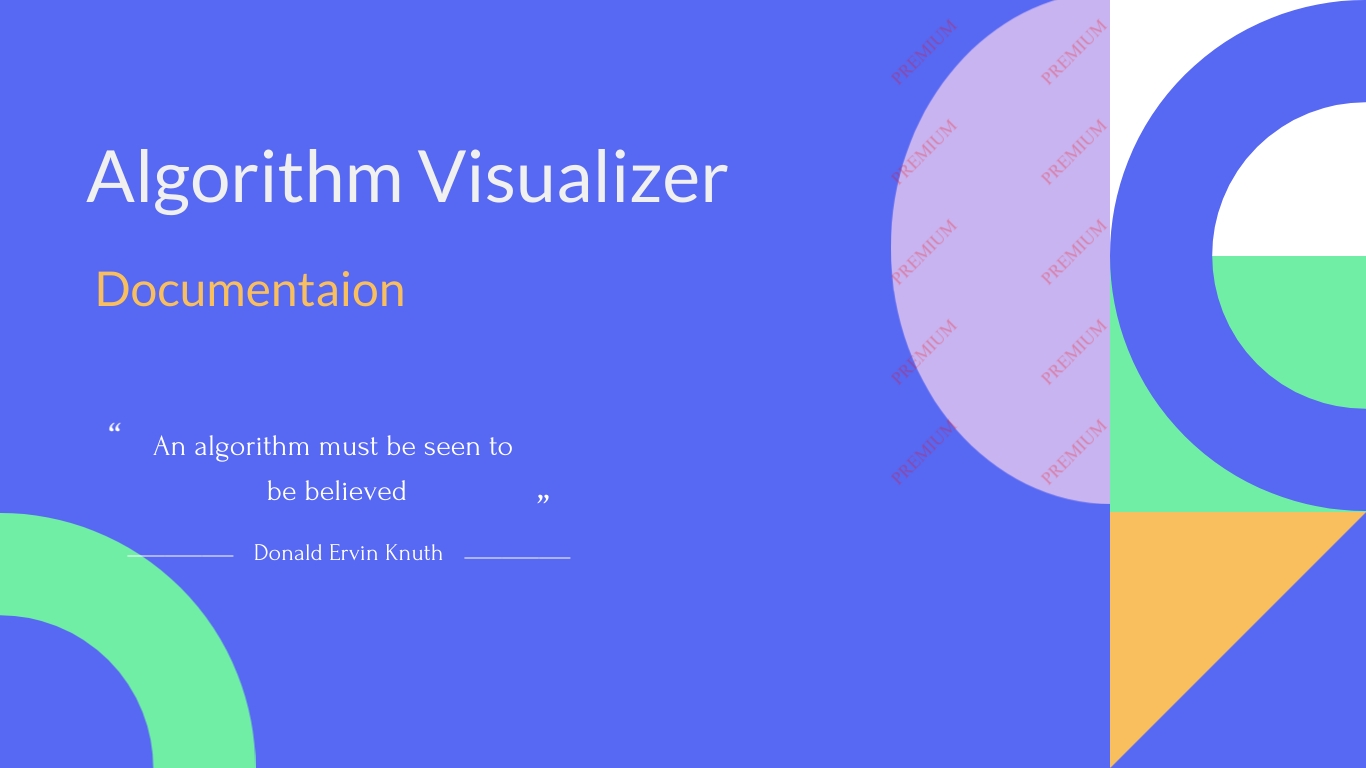 Algorithm Visualizer
Documentaion
“ An algorithm must be seen to
be believed ”
Donald Ervin Knuth
PREMIUM PREMIUM
PREMIUM PREMIUM
PREMIUM PREMIUM
PREMIUM PREMIUM
PREMIUM PREMIUM